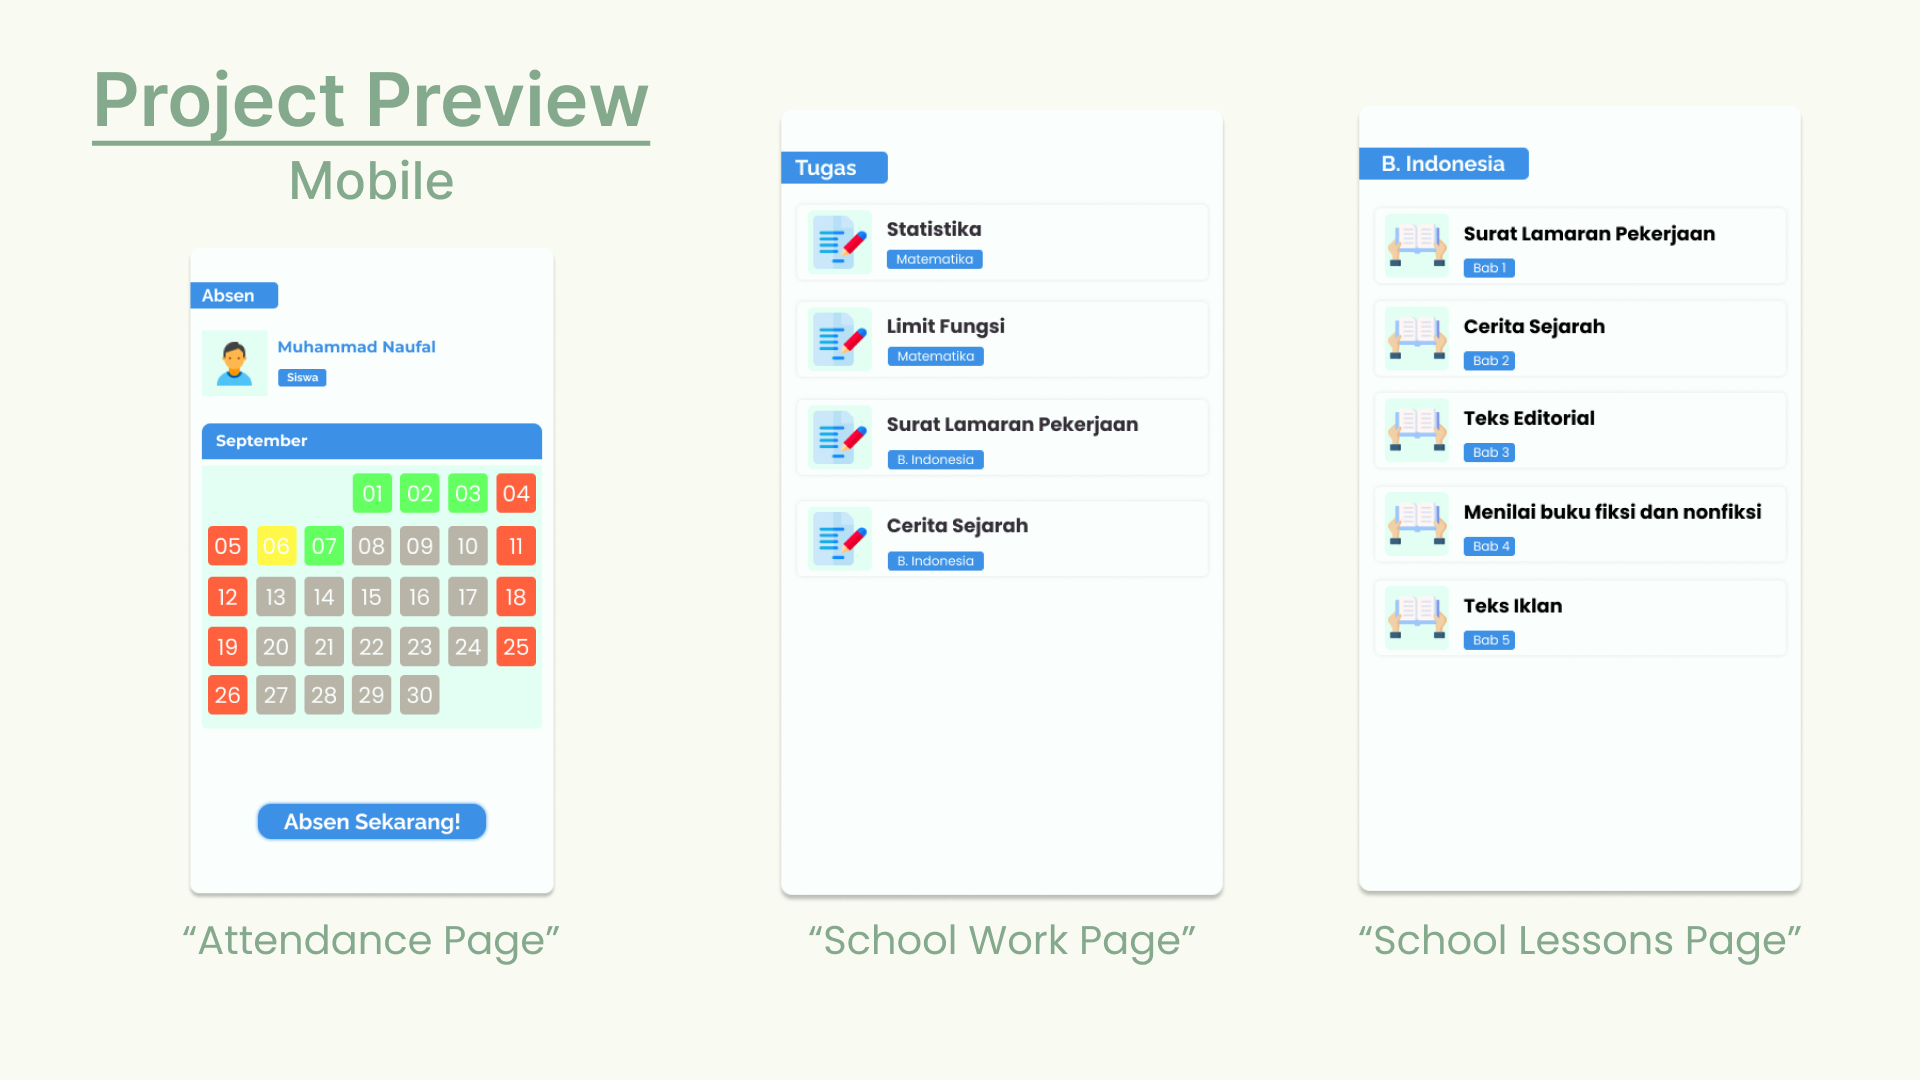 Project Preview
Mobile
Absen
Muhammad Naufal
Siswa
September
01 02 03 04
05 06 07 08 09 10 11
12 13 14 15 16 17 18
19 20 21 22 23 24 25
26 27 28 29 30
Absen Sekarang!
“Attendance Page”
Tugas
Statistika
Matematika
Limit Fungsi
Matematika
Surat Lamaran Pekerjaan
B. Indonesia
Cerita Sejarah
B. Indonesia
“School Work Page”
B. Indonesia
Surat Lamaran Pekerjaan
Bab 1
Cerita Sejarah
Bab 2
Teks Editorial
Bab 3
Menilai buku fiksi dan nonfiksi
Bab 4
Teks Iklan
Bab 5
“School Lessons Page”